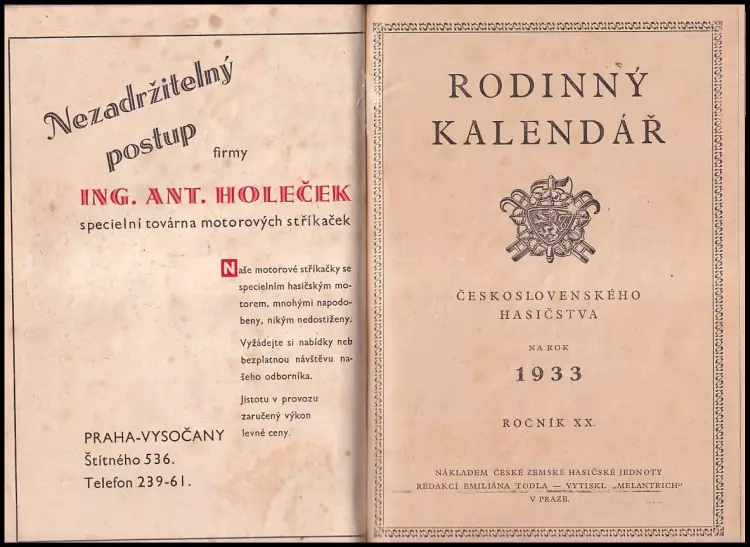 Nezadržitelný
postup
firmy
ING. ANT. HOLEČEK
specielní továrna motorových stříkaček
Naše motorové stříkačky se
specielním hasičským mo-
torem, mnohými napodo-
beny, nikým nedostiženy.
Vyžádejte si nabídky neb
bezplatnou návštěvu na-
šeho odborníka.
Jistotu v provozu
zaručený výkon
levné ceny.
PRAHA-VYSOČANY
Štítného 536.
Telefon 239-61.
RODINNÝ
KALENDÁŘ
ČESKOSLOVENSKÉHO
HASIČSTVA
NA ROK
1933
ROČNÍK XX.
NÁKLADEM ČESKÉ ZEMSKÉ HASIČSKÉ JEDNOTY
REDAKCÍ EMILIÁNA TODLA — VYTISKL „MELANTRICH"
V PRAZE.